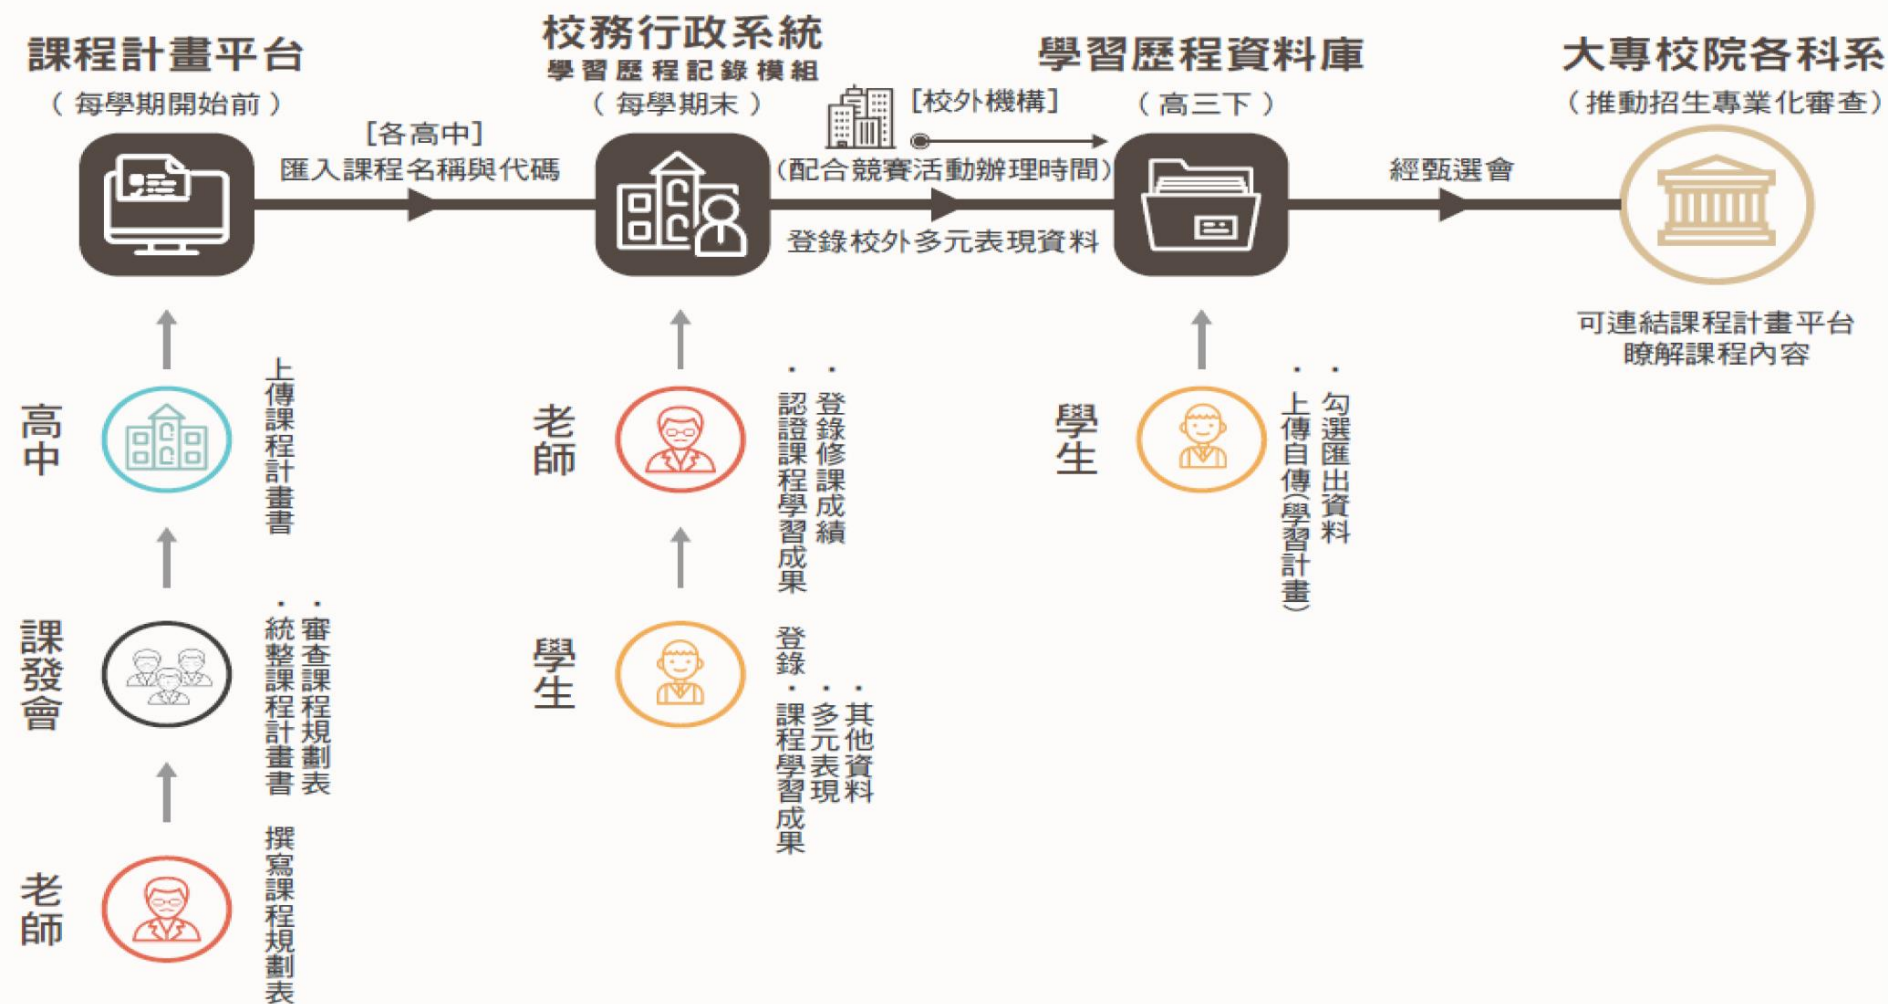 課程計畫平台
（每學期開始前）
[各高中]
匯入課程名稱與代碼
校務行政系統
學習歷程記錄模組
（每學期末）
[校外機構]
(配合競賽活動辦理時間)
登錄校外多元表現資料
學習歷程資料庫
（高三下）
經甄選會
大專校院各科系
（推動招生專業化審查）
可連結課程計畫平台
瞭解課程內容
高中
上傳課程計畫書
課發會
・審查課程規劃表
・統整課程計畫書
老師
撰寫課程規劃表
老師
・登錄修課成績
・認證課程學習成果
學生
登錄
・其他資料
・多元表現
・課程學習成果
學生
・勾選匯出資料
・上傳自傳(學習計畫)